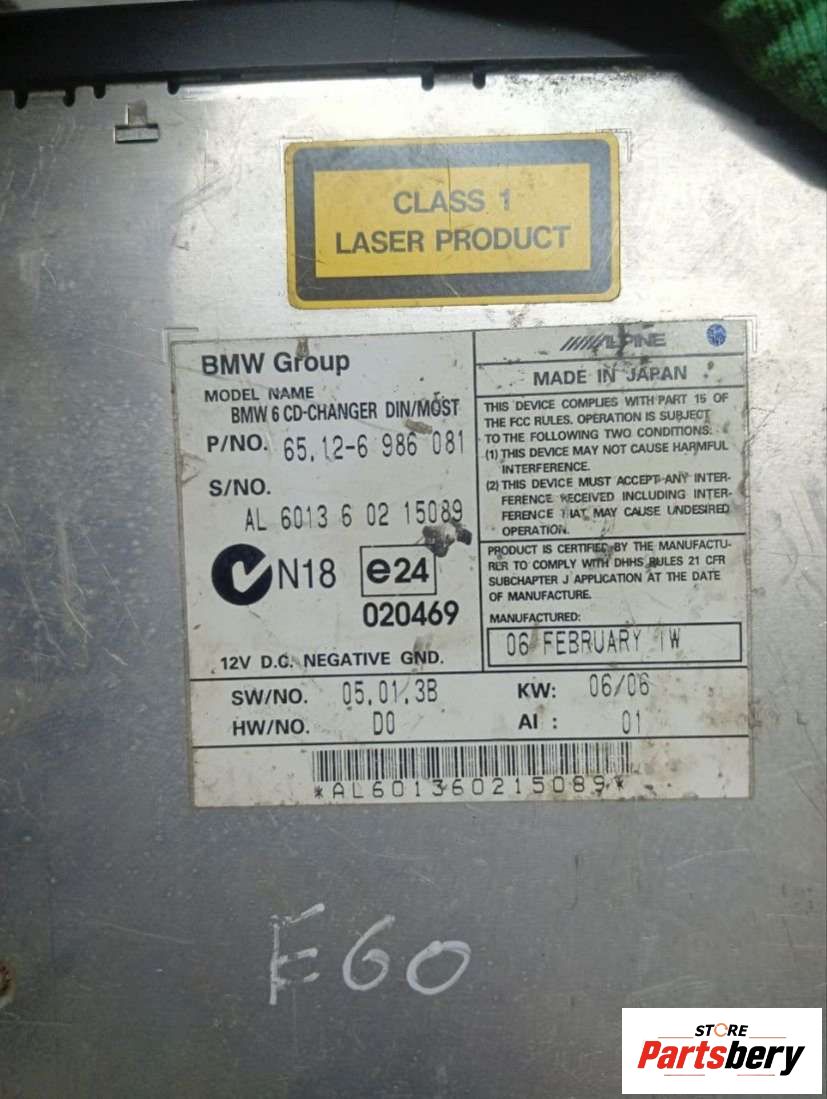 CLASS 1
LASER PRODUCT
BMW Group
MODEL NAME
BMW 6 CD-CHANGER DIN/MOST
P/NO. 65.12-6 986 081
S/NO.
AL 6013 6 02 15089
N18 e24
020469
12V D.C. NEGATIVE GND.
ALPINE
MADE IN JAPAN
THIS DEVICE COMPLIES WITH PART 15 OF
THE FCC RULES. OPERATION IS SUBJECT
TO THE FOLLOWING TWO CONDITIONS:
(1) THIS DEVICE MAY NOT CAUSE HARMFUL
INTERFERENCE.
(2) THIS DEVICE MUST ACCEPT ANY INTER-
FERENCE RECEIVED INCLUDING INTER-
FERENCE THAT MAY CAUSE UNDESIRED
OPERATION.
PRODUCT IS CERTIFIED BY THE MANUFACTU-
RER TO COMPLY WITH DHHS RULES 21 CFR
SUBCHAPTER J APPLICATION AT THE DATE
OF MANUFACTURE.
MANUFACTURED:
06 FEBRUARY 1W
SW/NO. 05.01.3B KW: 06/06
HW/NO. D0 AI : 01
*AL601360215089*
E60
STORE
Partsbery